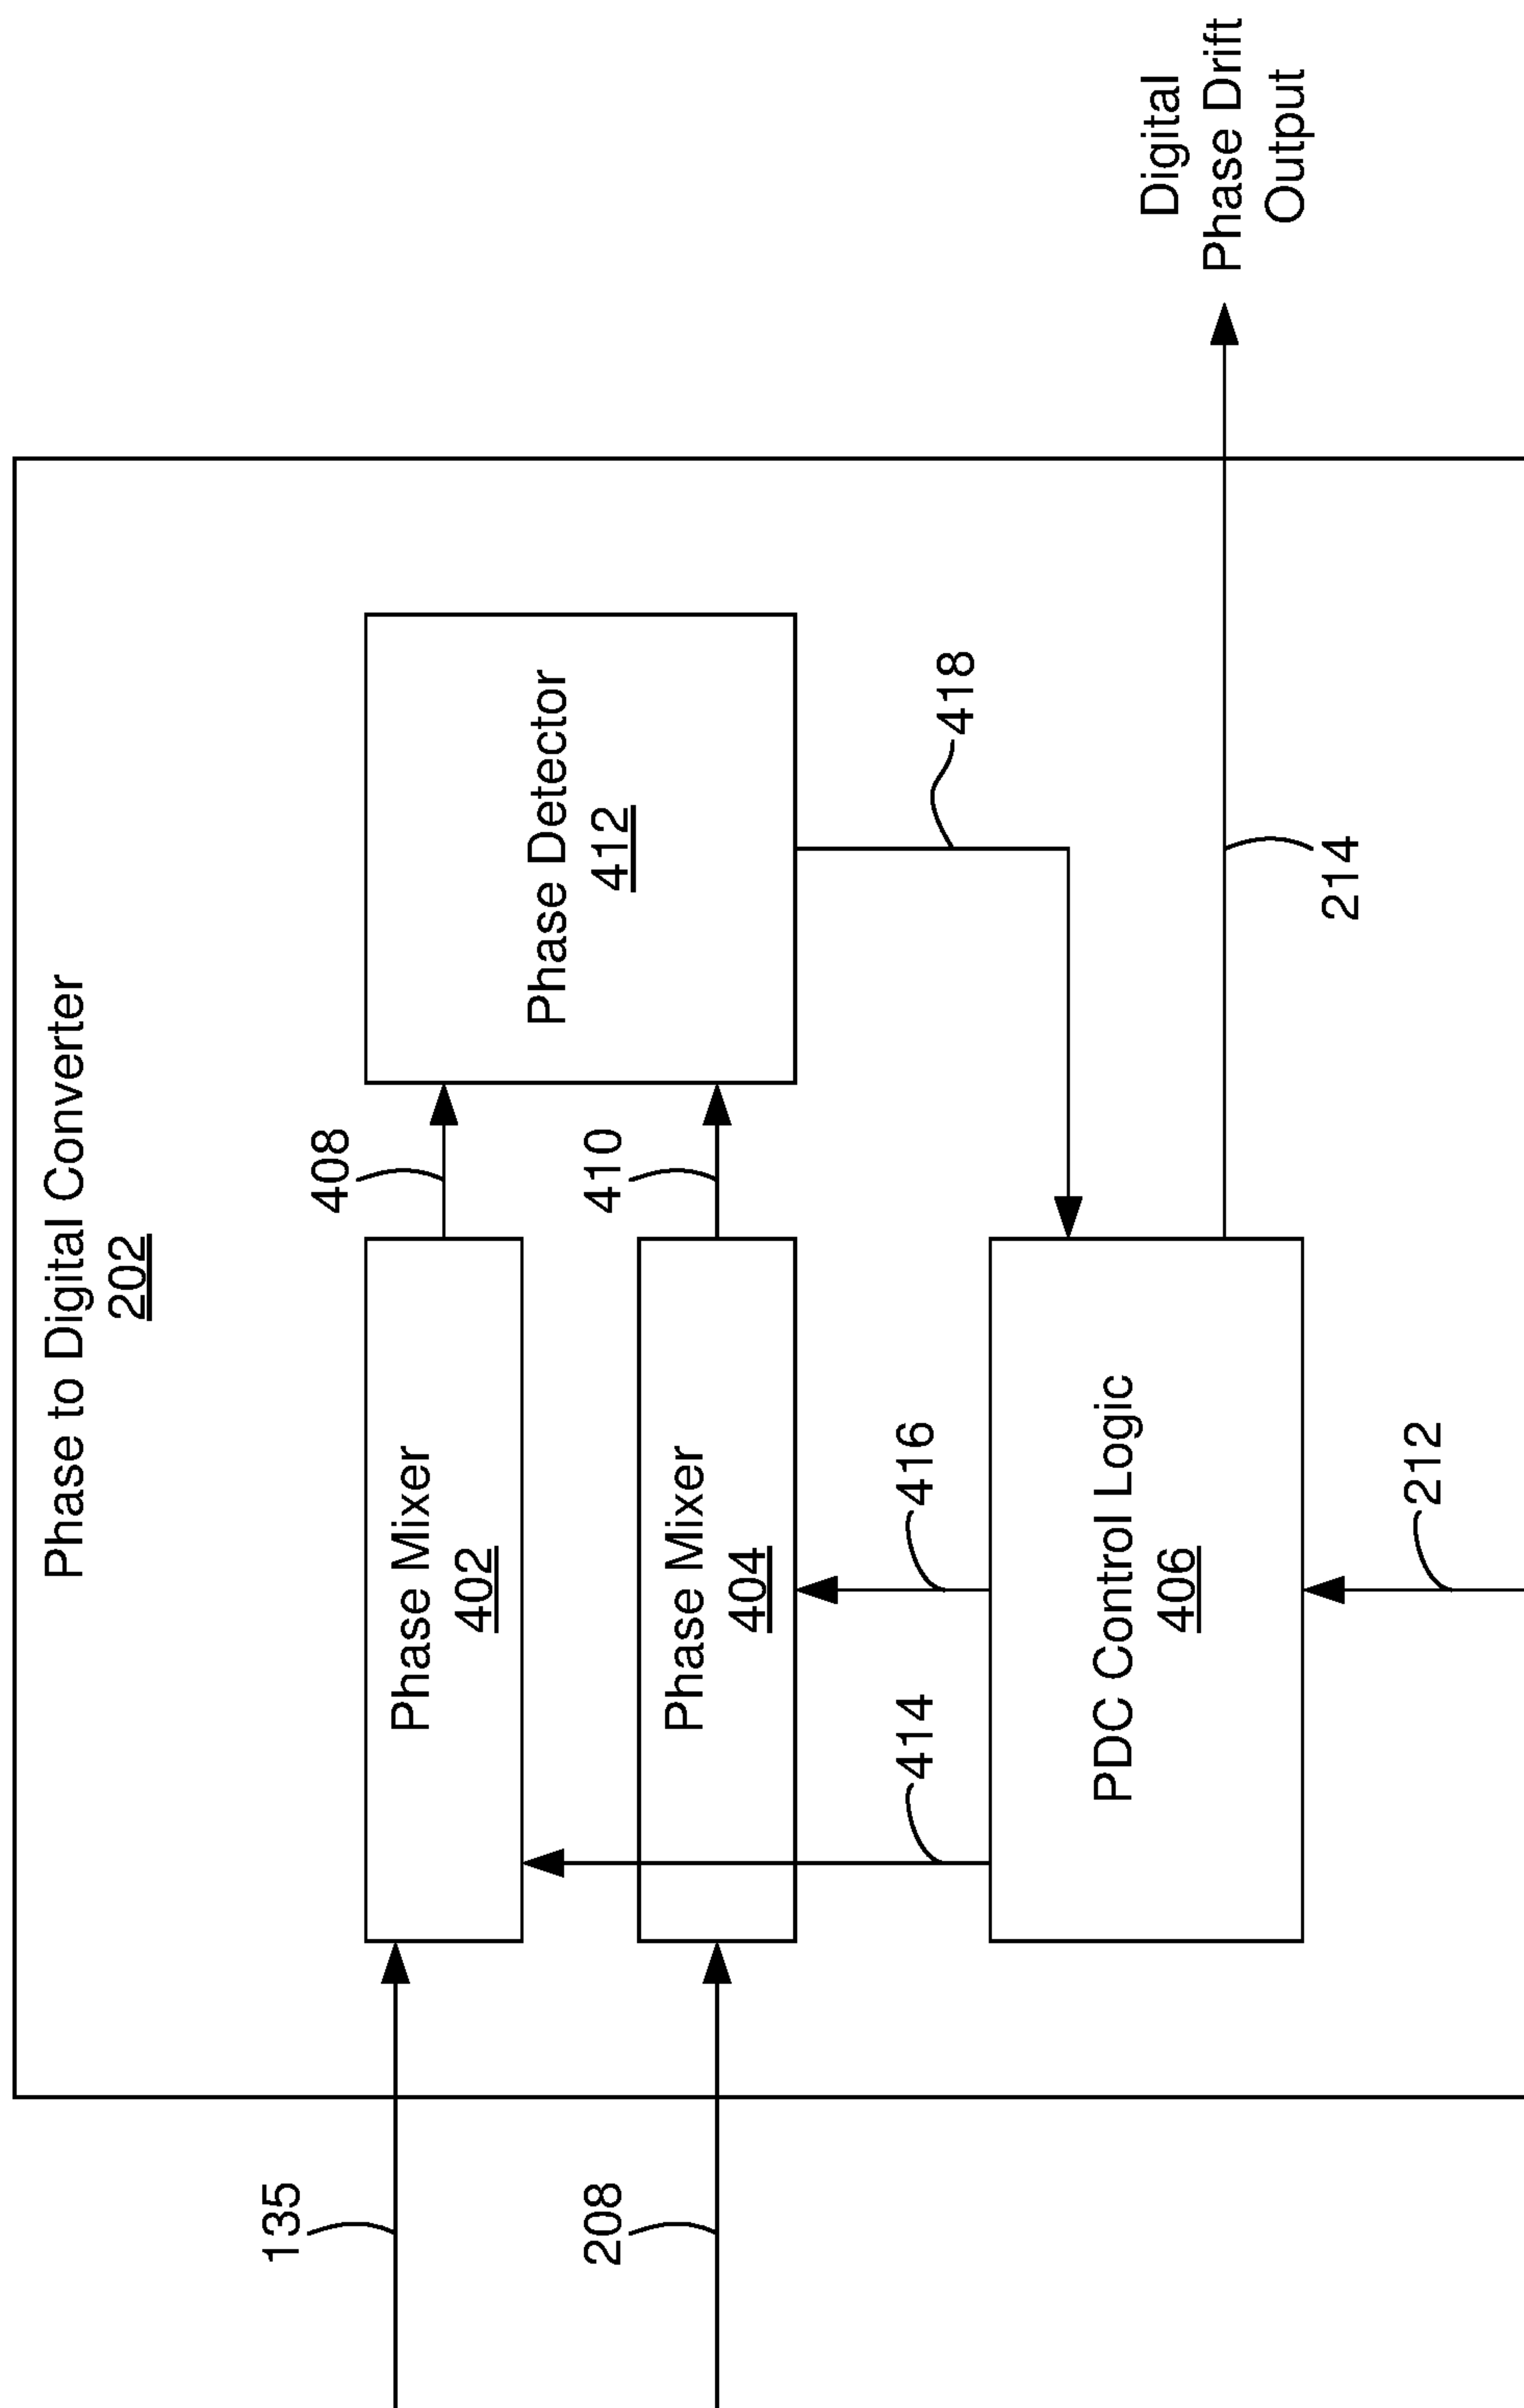 Phase to Digital Converter
202
135
208
Phase Mixer
402
408
Phase Mixer
404
410
Phase Detector
412
414
416
418
PDC Control Logic
406
212
214
Digital
Phase Drift
Output